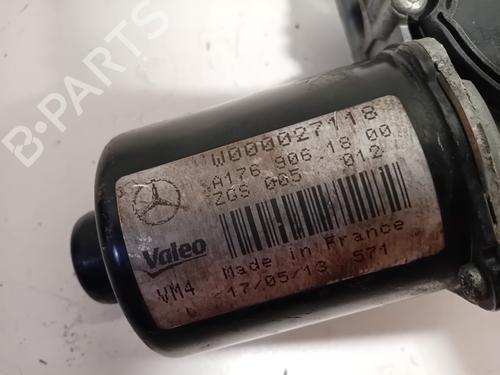 B-PARTS
W000027118
A176 906 18 00
ZGS 005 012
Valeo
Made in France
VM4 17/05/13 571